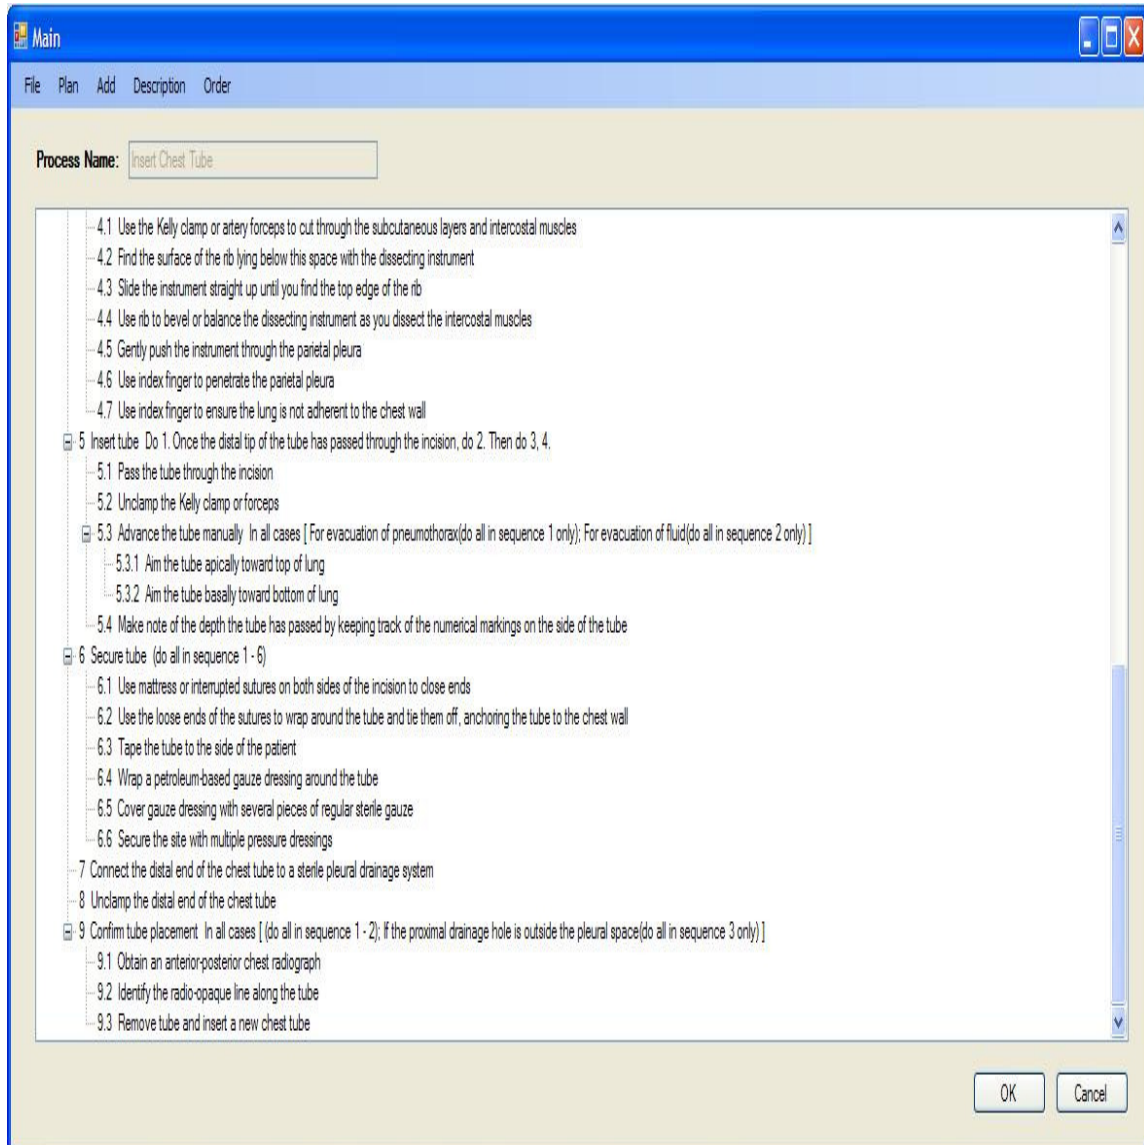 Main
File Plan Add Description Order
Process Name: Insert Chest Tube
4.1 Use the Kelly clamp or artery forceps to cut through the subcutaneous layers and intercostal muscles
4.2 Find the surface of the rib lying below this space with the dissecting instrument
4.3 Slide the instrument straight up until you find the top edge of the rib
4.4 Use rib to bevel or balance the dissecting instrument as you dissect the intercostal muscles
4.5 Gently push the instrument through the parietal pleura
4.6 Use index finger to penetrate the parietal pleura
4.7 Use index finger to ensure the lung is not adherent to the chest wall
5 Insert tube Do 1. Once the distal tip of the tube has passed through the incision, do 2. Then do 3, 4.
5.1 Pass the tube through the incision
5.2 Unclamp the Kelly clamp or forceps
5.3 Advance the tube manually In all cases [ For evacuation of pneumothorax(do all in sequence 1 only); For evacuation of fluid(do all in sequence 2 only) ]
5.3.1 Aim the tube apically toward top of lung
5.3.2 Aim the tube basally toward bottom of lung
5.4 Make note of the depth the tube has passed by keeping track of the numerical markings on the side of the tube
6 Secure tube (do all in sequence 1 - 6)
6.1 Use mattress or interrupted sutures on both sides of the incision to close ends
6.2 Use the loose ends of the sutures to wrap around the tube and tie them off, anchoring the tube to the chest wall
6.3 Tape the tube to the side of the patient
6.4 Wrap a petroleum-based gauze dressing around the tube
6.5 Cover gauze dressing with several pieces of regular sterile gauze
6.6 Secure the site with multiple pressure dressings
7 Connect the distal end of the chest tube to a sterile pleural drainage system
8 Unclamp the distal end of the chest tube
9 Confirm tube placement In all cases [ (do all in sequence 1 - 2); If the proximal drainage hole is outside the pleural space(do all in sequence 3 only) ]
9.1 Obtain an anterior-posterior chest radiograph
9.2 Identify the radio-opaque line along the tube
9.3 Remove tube and insert a new chest tube
OK Cancel